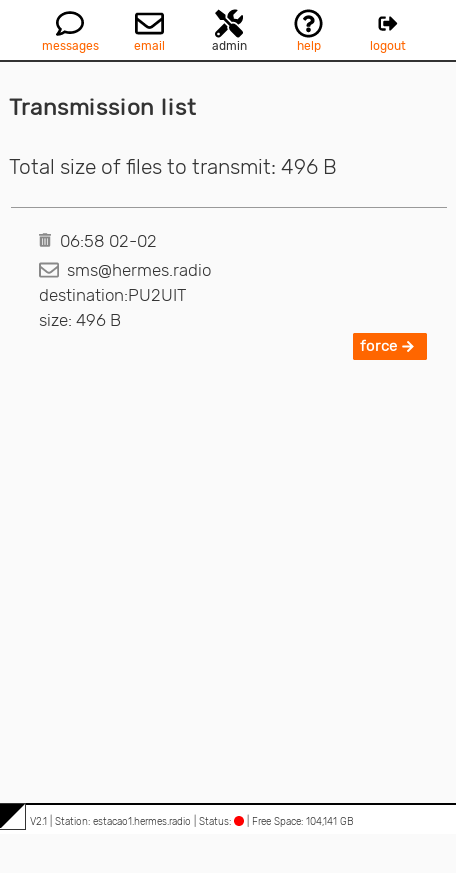 messages email admin help logout
Transmission list
Total size of files to transmit: 496 B
06:58 02-02
sms@hermes.radio
destination:PU2UIT
size: 496 B
force
V2.1 | Station: estacao1.hermes.radio | Status: | Free Space: 104,141 GB